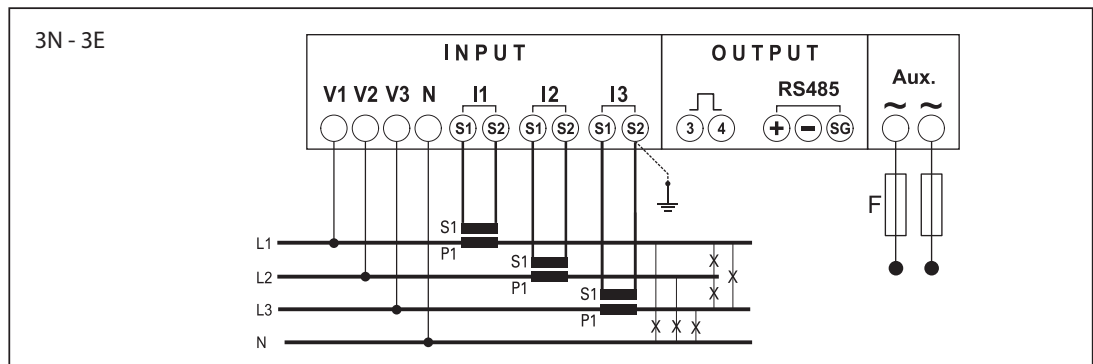 3N - 3E
INPUT
OUTPUT
Aux.
V1 V2 V3 N I1 I2 I3
RS485
~ ~
S1 S2 S1 S2 S1 S2 3 4 + − SG
F
S1
L1
P1
S1
L2
P1
S1
L3
P1
N
X X X X X X